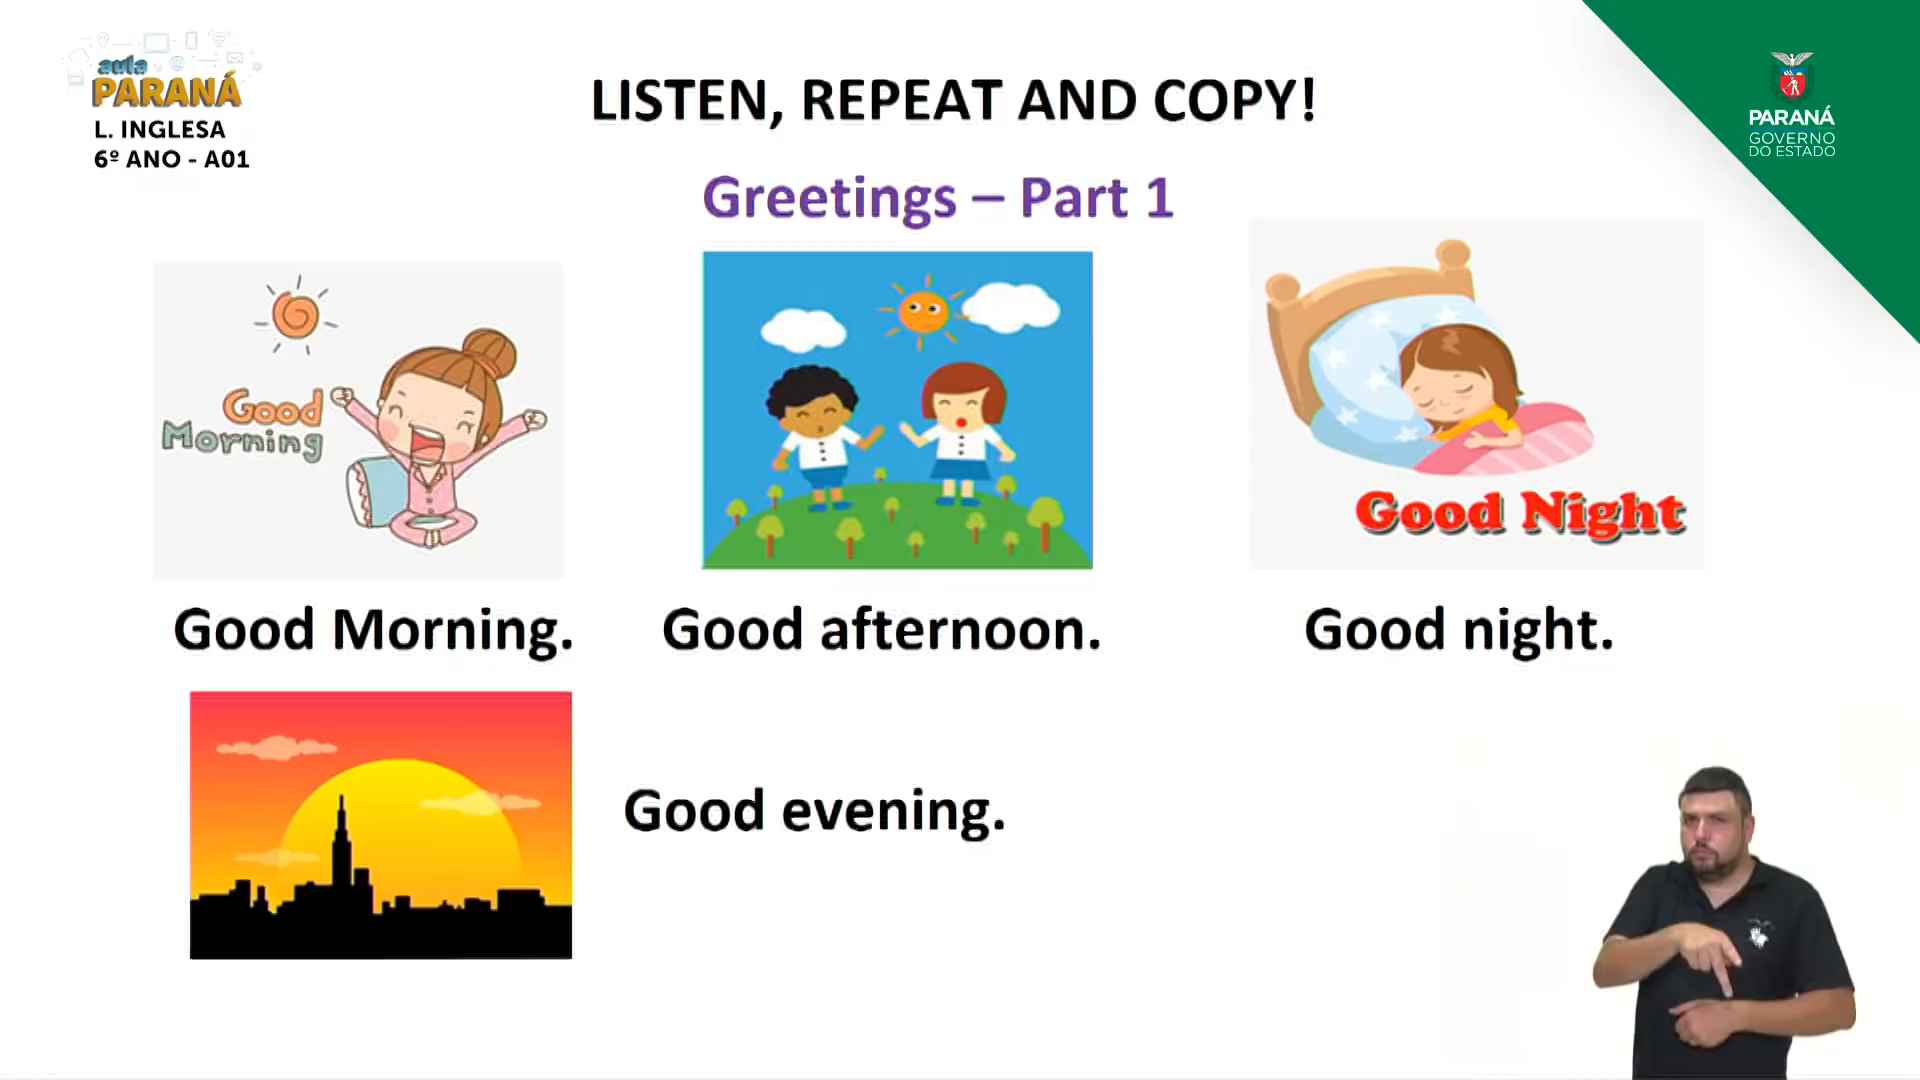 aula
PARANÁ
L. INGLESA
6º ANO - A01
LISTEN, REPEAT AND COPY!
PARANÁ
GOVERNO
DO ESTADO
Greetings – Part 1
Good
Morning
Good Night
Good Morning.
Good afternoon.
Good night.
Good evening.